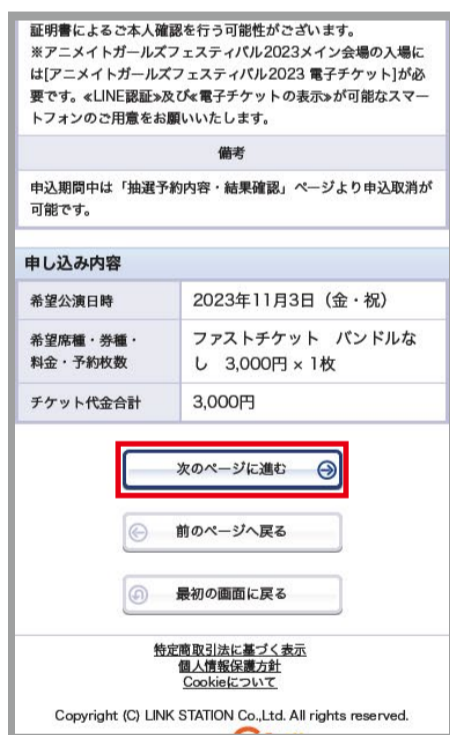 証明書によるご本人確認を行う可能性がございます。
※アニメイトガールズフェスティバル2023メイン会場の入場に
は[アニメイトガールズフェスティバル2023 電子チケット]が必
要です。≪LINE認証≫及び≪電子チケットの表示≫が可能なスマー
トフォンのご用意をお願いいたします。
備考
申込期間中は「抽選予約内容・結果確認」ページより申込取消が
可能です。
申し込み内容
希望公演日時
2023年11月3日（金・祝）
希望席種・券種・
料金・予約枚数
ファストチケット バンドルな
し 3,000円 × 1枚
チケット代金合計
3,000円
次のページに進む
前のページへ戻る
最初の画面に戻る
特定商取引法に基づく表示
個人情報保護方針
Cookieについて
Copyright (C) LINK STATION Co.,Ltd. All rights reserved.